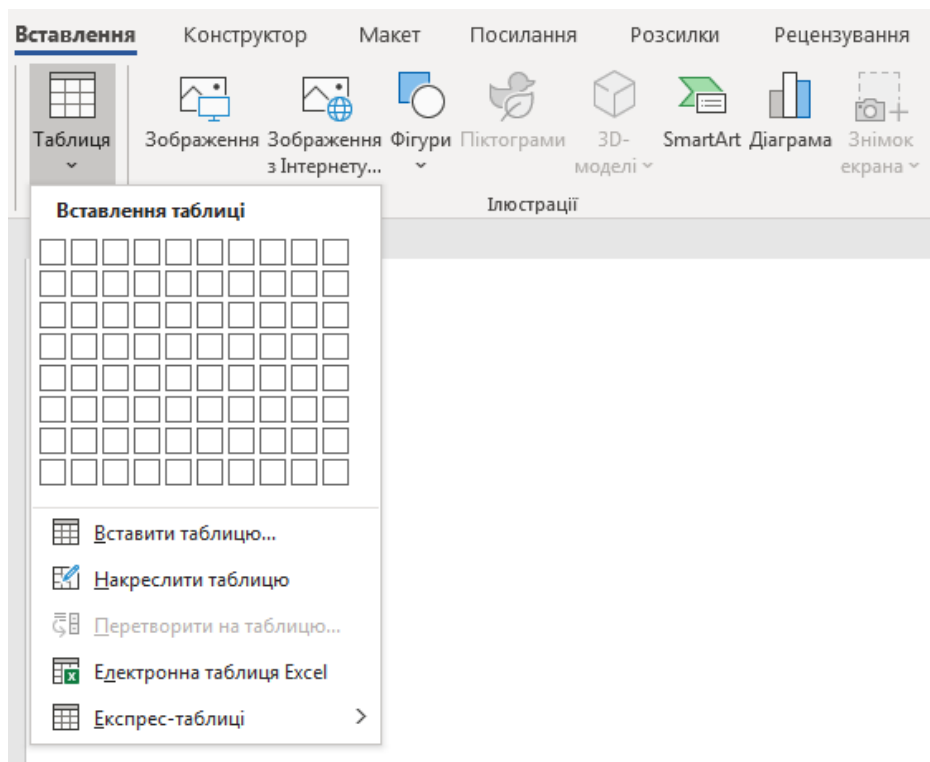 Вставлення Конструктор Макет Посилання Розсилки Рецензування
Таблиця Зображення Зображення з Інтернету... Фігури Піктограми 3D-моделі SmartArt Діаграма Знімок екрана
Ілюстрації
Вставлення таблиці
Вставити таблицю...
Накреслити таблицю
Перетворити на таблицю...
Електронна таблиця Excel
Експрес-таблиці